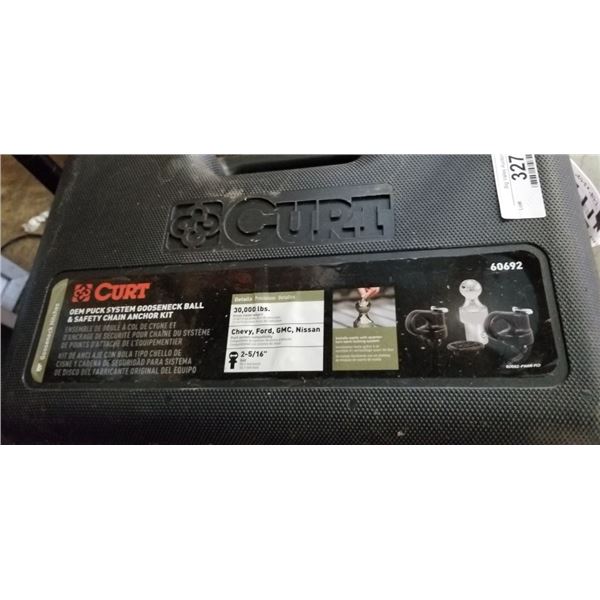 CURT
327
60692
CURT
OEM PUCK SYSTEM GOOSENECK BALL
& SAFETY CHAIN ANCHOR KIT
ENSEMBLE DE BOULE À COL DE CYGNE ET
D'ANCRAGE DE SÉCURITÉ POUR CHAÎNE DU SYSTÈME
DE POINTS D'ATTACHE DE L'ÉQUIPEMENTIER
KIT DE ANCLAJE CON BOLA TIPO CUELLO DE
CISNE Y CADENA DE SEGURIDAD PARA SISTEMA
DE DISCO DEL FABRICANTE ORIGINAL DEL EQUIPO
Details
30,000 lbs.
Chevy, Ford, GMC, Nissan
2-5/16"